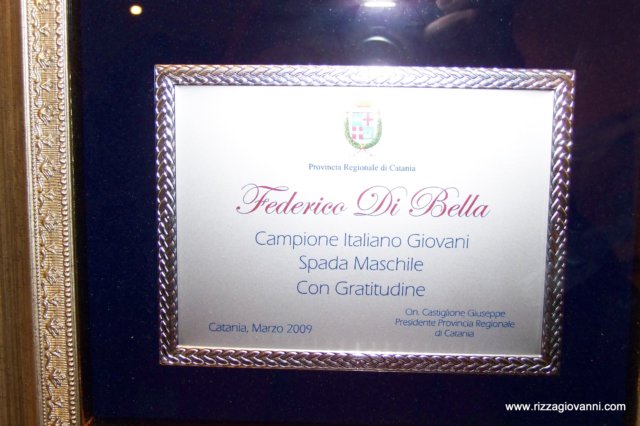 Provincia Regionale di Catania
Federico Di Bella
Campione Italiano Giovani
Spada Maschile
Con Gratitudine
On. Castiglione Giuseppe
Presidente Provincia Regionale
di Catania
Catania, Marzo 2009
www.rizzagiovanni.com